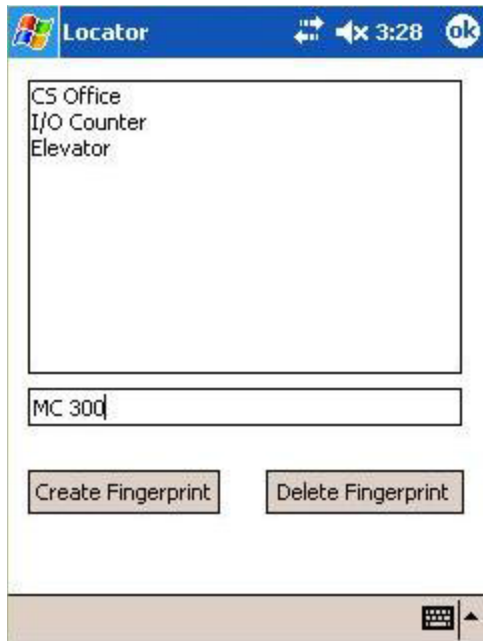 Locator 3:28 ok
CS Office
I/O Counter
Elevator
MC 300
Create Fingerprint Delete Fingerprint